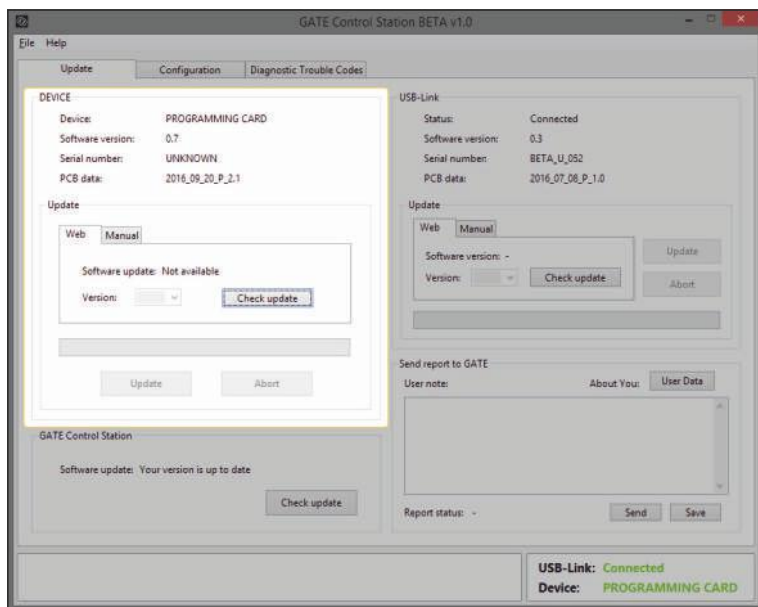 GATE Control Station BETA v1.0
File Help
Update Configuration Diagnostic Trouble Codes
DEVICE
Device: PROGRAMMING CARD
Software version: 0.7
Serial number: UNKNOWN
PCB data: 2016_09_20_P_2.1
Update
Web Manual
Software update: Not available
Version:
Check update
Update Abort
GATE Control Station
Software update: Your version is up to date
Check update
USB-Link
Status: Connected
Software version: 0.3
Serial number: BETA_U_052
PCB data: 2016_07_08_P_1.0
Update
Web Manual
Software version: -
Version:
Check update
Update
Abort
Send report to GATE
User note: About You: User Data
Report status: - Send Save
USB-Link: Connected
Device: PROGRAMMING CARD